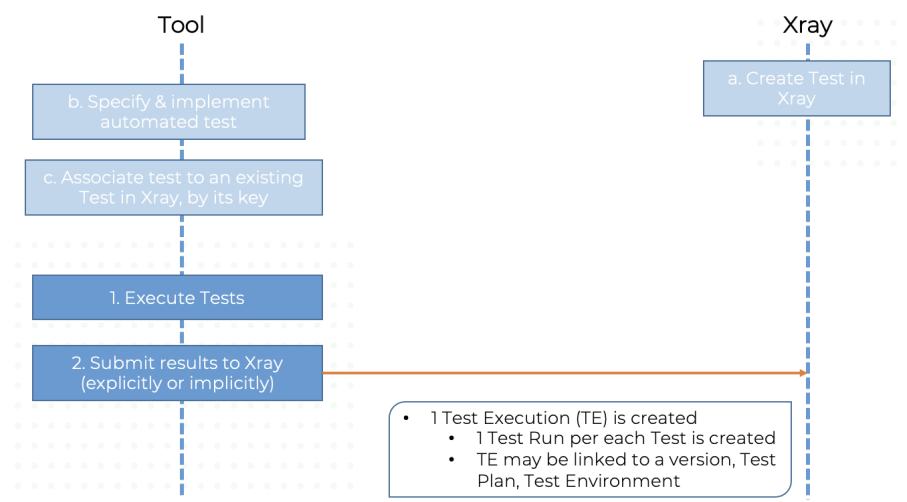 Tool
Xray
a. Create Test in
Xray
b. Specify & implement
automated test
c. Associate test to an existing
Test in Xray, by its key
1. Execute Tests
2. Submit results to Xray
(explicitly or implicitly)
• 1 Test Execution (TE) is created
• 1 Test Run per each Test is created
• TE may be linked to a version, Test
Plan, Test Environment